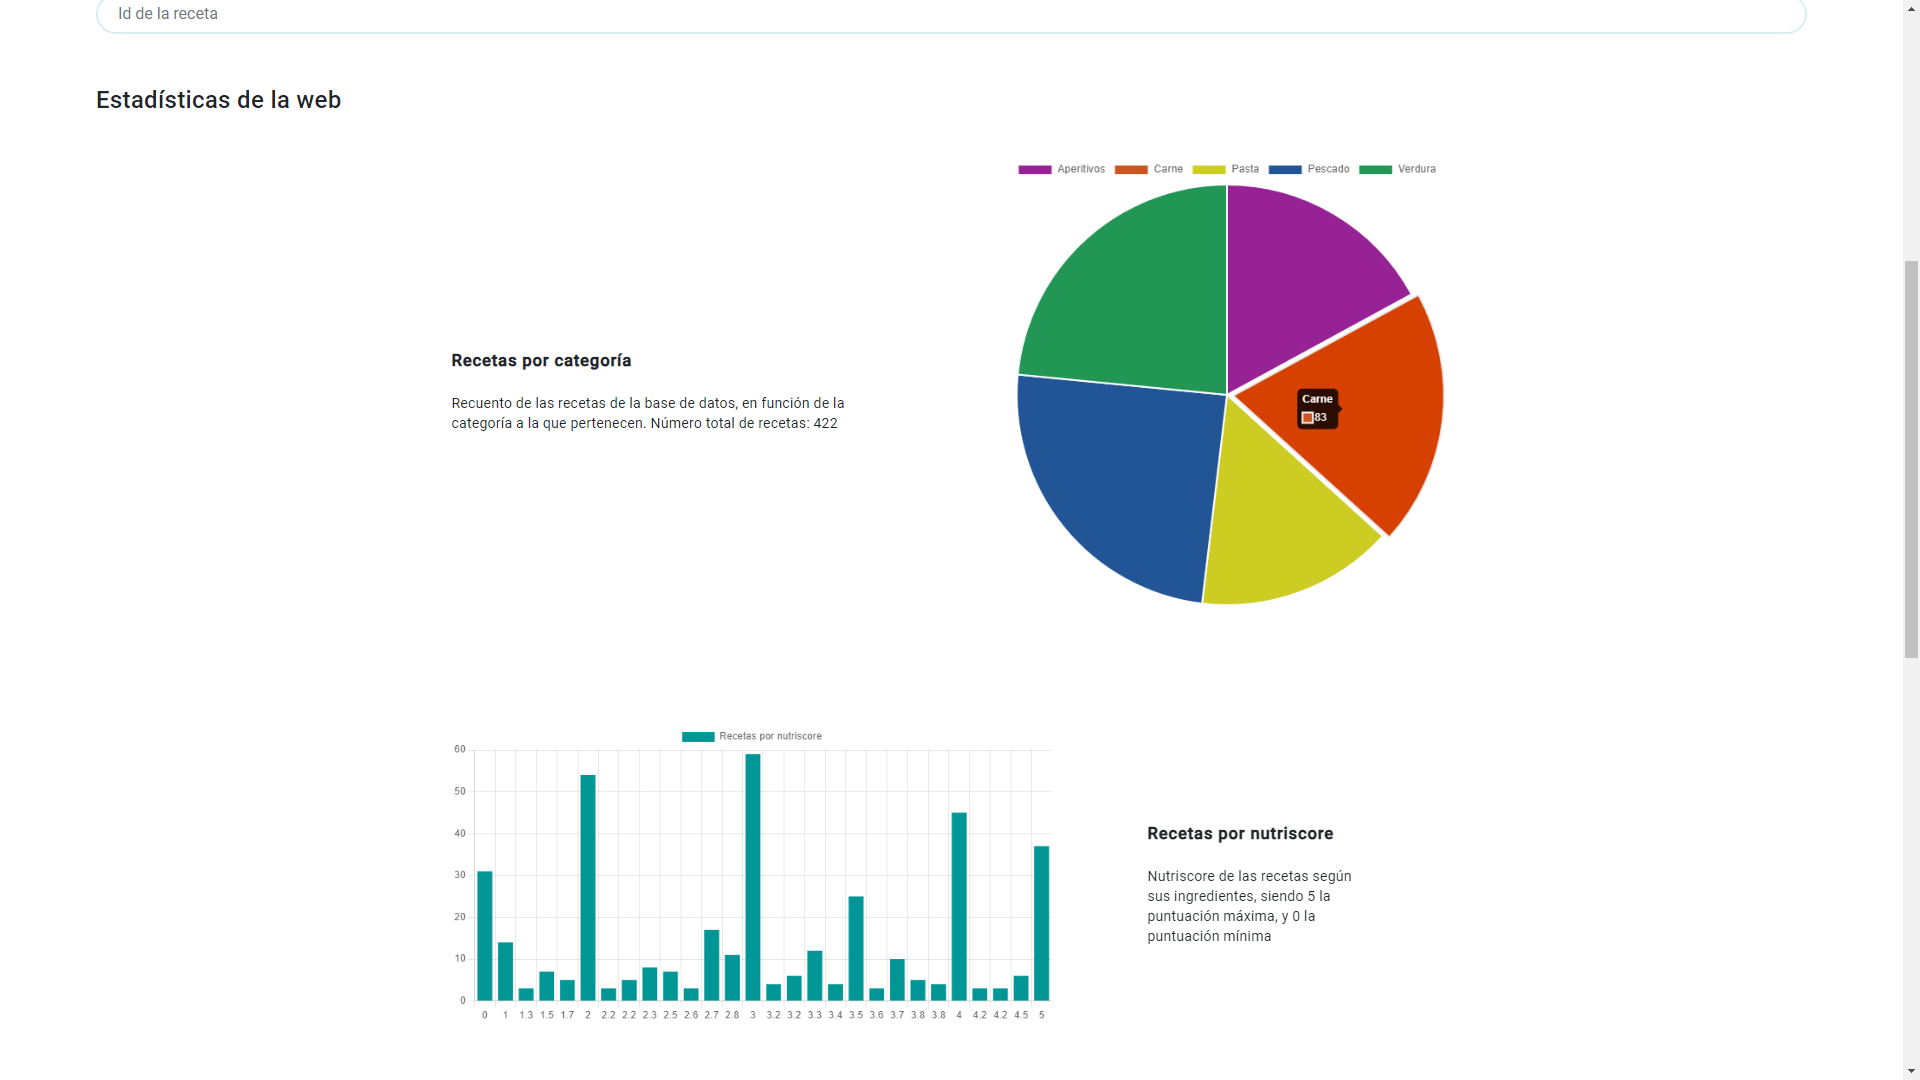 Id de la receta
Estadísticas de la web
Aperitivos Carne Pasta Pescado Verdura
Recetas por categoría
Recuento de las recetas de la base de datos, en función de la
categoría a la que pertenecen. Número total de recetas: 422
Carne
83
Recetas por nutriscore
60
50
40
30
20
10
0
0 1 1.3 1.5 1.7 2 2.2 2.2 2.3 2.5 2.6 2.7 2.8 3 3.2 3.2 3.3 3.4 3.5 3.6 3.7 3.8 3.8 4 4.2 4.2 4.5 5
Recetas por nutriscore
Nutriscore de las recetas según
sus ingredientes, siendo 5 la
puntuación máxima, y 0 la
puntuación mínima